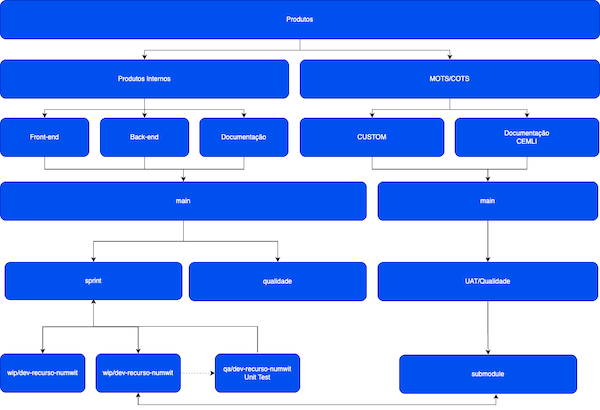 Produtos
Produtos Internos
MOTS/COTS
Front-end
Back-end
Documentação
CUSTOM
Documentação
CEMLI
main
main
sprint
qualidade
UAT/Qualidade
wip/dev-recurso-numwit
wip/dev-recurso-numwit
qa/dev-recurso-numwit
Unit Test
submodule